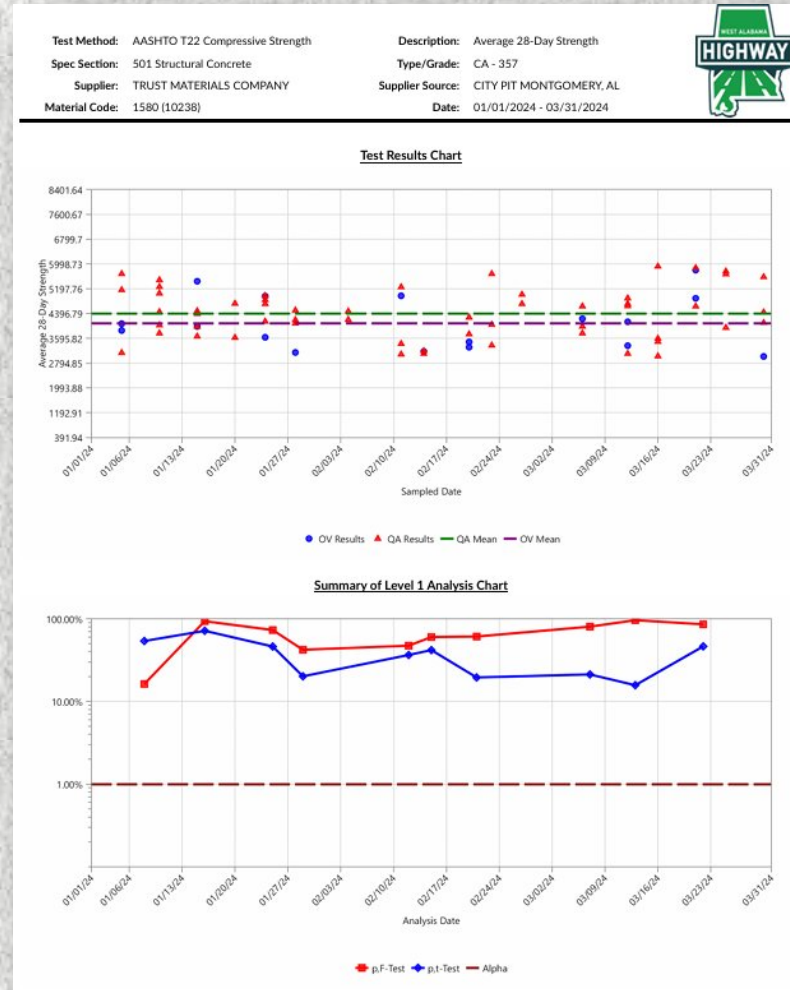 Test Method: AASHTO T22 Compressive Strength Description: Average 28-Day Strength
Spec Section: 501 Structural Concrete Type/Grade: CA - 357
Supplier: TRUST MATERIALS COMPANY Supplier Source: CITY PIT MONTGOMERY, AL
Material Code: 1580 (10238) Date: 01/01/2024 - 03/31/2024
WEST ALABAMA
HIGHWAY
Test Results Chart
Average 28-Day Strength
8401.64
7600.67
6799.7
5998.73
5197.76
4396.79
3595.82
2794.85
1993.88
1192.91
391.94
01/01/24 01/06/24 01/13/24 01/20/24 01/27/24 02/03/24 02/10/24 02/17/24 02/24/24 03/02/24 03/09/24 03/16/24 03/23/24 03/31/24
Sampled Date
OV Results QA Results QA Mean OV Mean
Summary of Level 1 Analysis Chart
100.00%
10.00%
1.00%
01/01/24 01/06/24 01/13/24 01/20/24 01/27/24 02/03/24 02/10/24 02/17/24 02/24/24 03/02/24 03/09/24 03/16/24 03/23/24 03/31/24
Analysis Date
p,F-Test p,t-Test Alpha